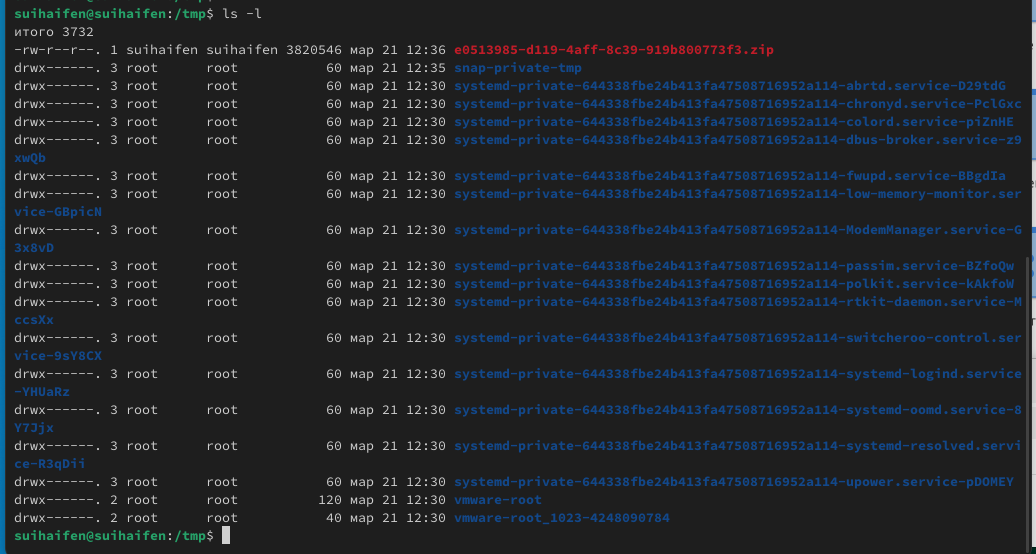 suihaifen@suihaifen:/tmp$ ls -l
итого 3732
-rw-r--r--. 1 suihaifen suihaifen 3820546 мар 21 12:36 e0513985-d119-4aff-8c39-919b800773f3.zip
drwx------. 3 root      root           60 мар 21 12:35 snap-private-tmp
drwx------. 3 root      root           60 мар 21 12:30 systemd-private-644338fbe24b413fa47508716952a114-abrtd.service-D29tdG
drwx------. 3 root      root           60 мар 21 12:30 systemd-private-644338fbe24b413fa47508716952a114-chronyd.service-PclGxc
drwx------. 3 root      root           60 мар 21 12:30 systemd-private-644338fbe24b413fa47508716952a114-colord.service-piZnHE
drwx------. 3 root      root           60 мар 21 12:30 systemd-private-644338fbe24b413fa47508716952a114-dbus-broker.service-z9
xwQb
drwx------. 3 root      root           60 мар 21 12:30 systemd-private-644338fbe24b413fa47508716952a114-fwupd.service-BBgdIa
drwx------. 3 root      root           60 мар 21 12:30 systemd-private-644338fbe24b413fa47508716952a114-low-memory-monitor.ser
vice-GBpicN
drwx------. 3 root      root           60 мар 21 12:30 systemd-private-644338fbe24b413fa47508716952a114-ModemManager.service-G
3x8vD
drwx------. 3 root      root           60 мар 21 12:30 systemd-private-644338fbe24b413fa47508716952a114-passim.service-BZfoQw
drwx------. 3 root      root           60 мар 21 12:30 systemd-private-644338fbe24b413fa47508716952a114-polkit.service-kAkfoW
drwx------. 3 root      root           60 мар 21 12:30 systemd-private-644338fbe24b413fa47508716952a114-rtkit-daemon.service-M
ccsXx
drwx------. 3 root      root           60 мар 21 12:30 systemd-private-644338fbe24b413fa47508716952a114-switcheroo-control.ser
vice-9sY8CX
drwx------. 3 root      root           60 мар 21 12:30 systemd-private-644338fbe24b413fa47508716952a114-systemd-logind.service
-YHUaRz
drwx------. 3 root      root           60 мар 21 12:30 systemd-private-644338fbe24b413fa47508716952a114-systemd-oomd.service-8
Y7Jjx
drwx------. 3 root      root           60 мар 21 12:30 systemd-private-644338fbe24b413fa47508716952a114-systemd-resolved.servi
ce-R3qDii
drwx------. 3 root      root           60 мар 21 12:30 systemd-private-644338fbe24b413fa47508716952a114-upower.service-pDOMEY
drwx------. 2 root      root          120 мар 21 12:30 vmware-root
drwx------. 2 root      root           40 мар 21 12:30 vmware-root_1023-4248090784
suihaifen@suihaifen:/tmp$